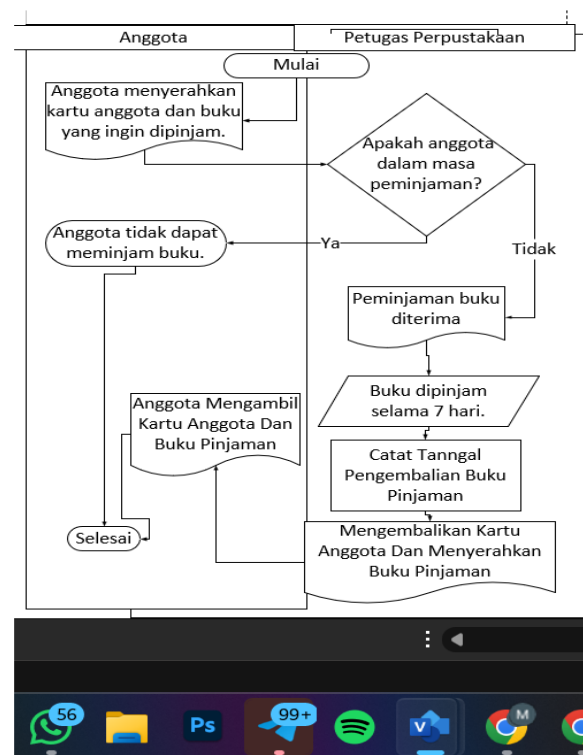 Anggota
Petugas Perpustakaan
Mulai
Anggota menyerahkan
kartu anggota dan buku
yang ingin dipinjam.
Apakah anggota
dalam masa
peminjaman?
Anggota tidak dapat
meminjam buku.
Ya
Tidak
Peminjaman buku
diterima
Buku dipinjam
selama 7 hari.
Anggota Mengambil
Kartu Anggota Dan
Buku Pinjaman
Catat Tanngal
Pengembalian Buku
Pinjaman
Selesai
Mengembalikan Kartu
Anggota Dan Menyerahkan
Buku Pinjaman
56
Ps
99+
V
M